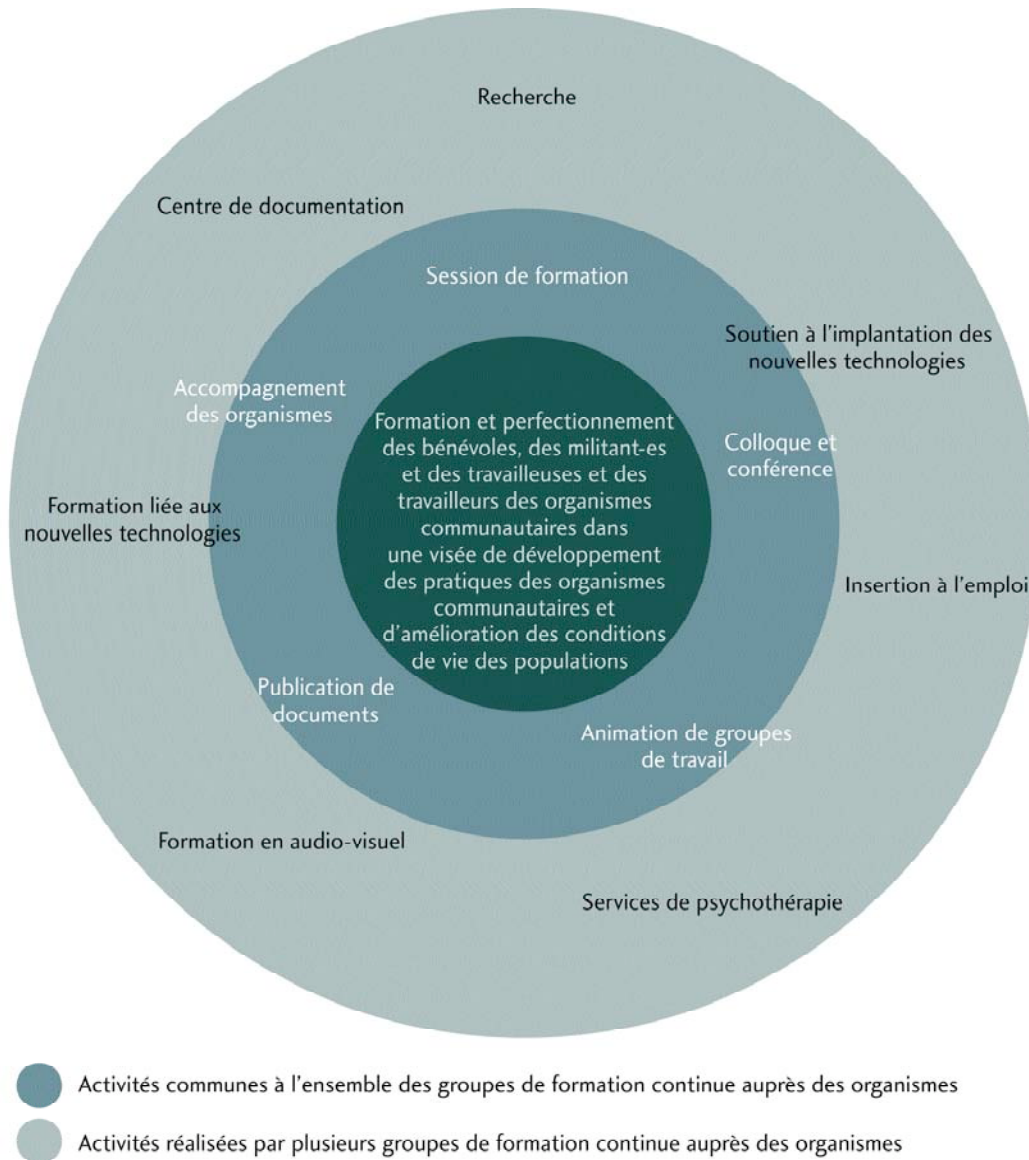 Recherche
Centre de documentation
Session de formation
Soutien à l'implantation des
nouvelles technologies
Accompagnement
des organismes
Formation et perfectionnement
des bénévoles, des militant-es
et des travailleuses et des
travailleurs des organismes
communautaires dans
une visée de développement
des pratiques des organismes
communautaires et
d'amélioration des conditions
de vie des populations
Colloque et
conférence
Formation liée aux
nouvelles technologies
Insertion à l'emploi
Publication de
documents
Animation de groupes
de travail
Formation en audio-visuel
Services de psychothérapie
Activités communes à l'ensemble des groupes de formation continue auprès des organismes
Activités réalisées par plusieurs groupes de formation continue auprès des organismes